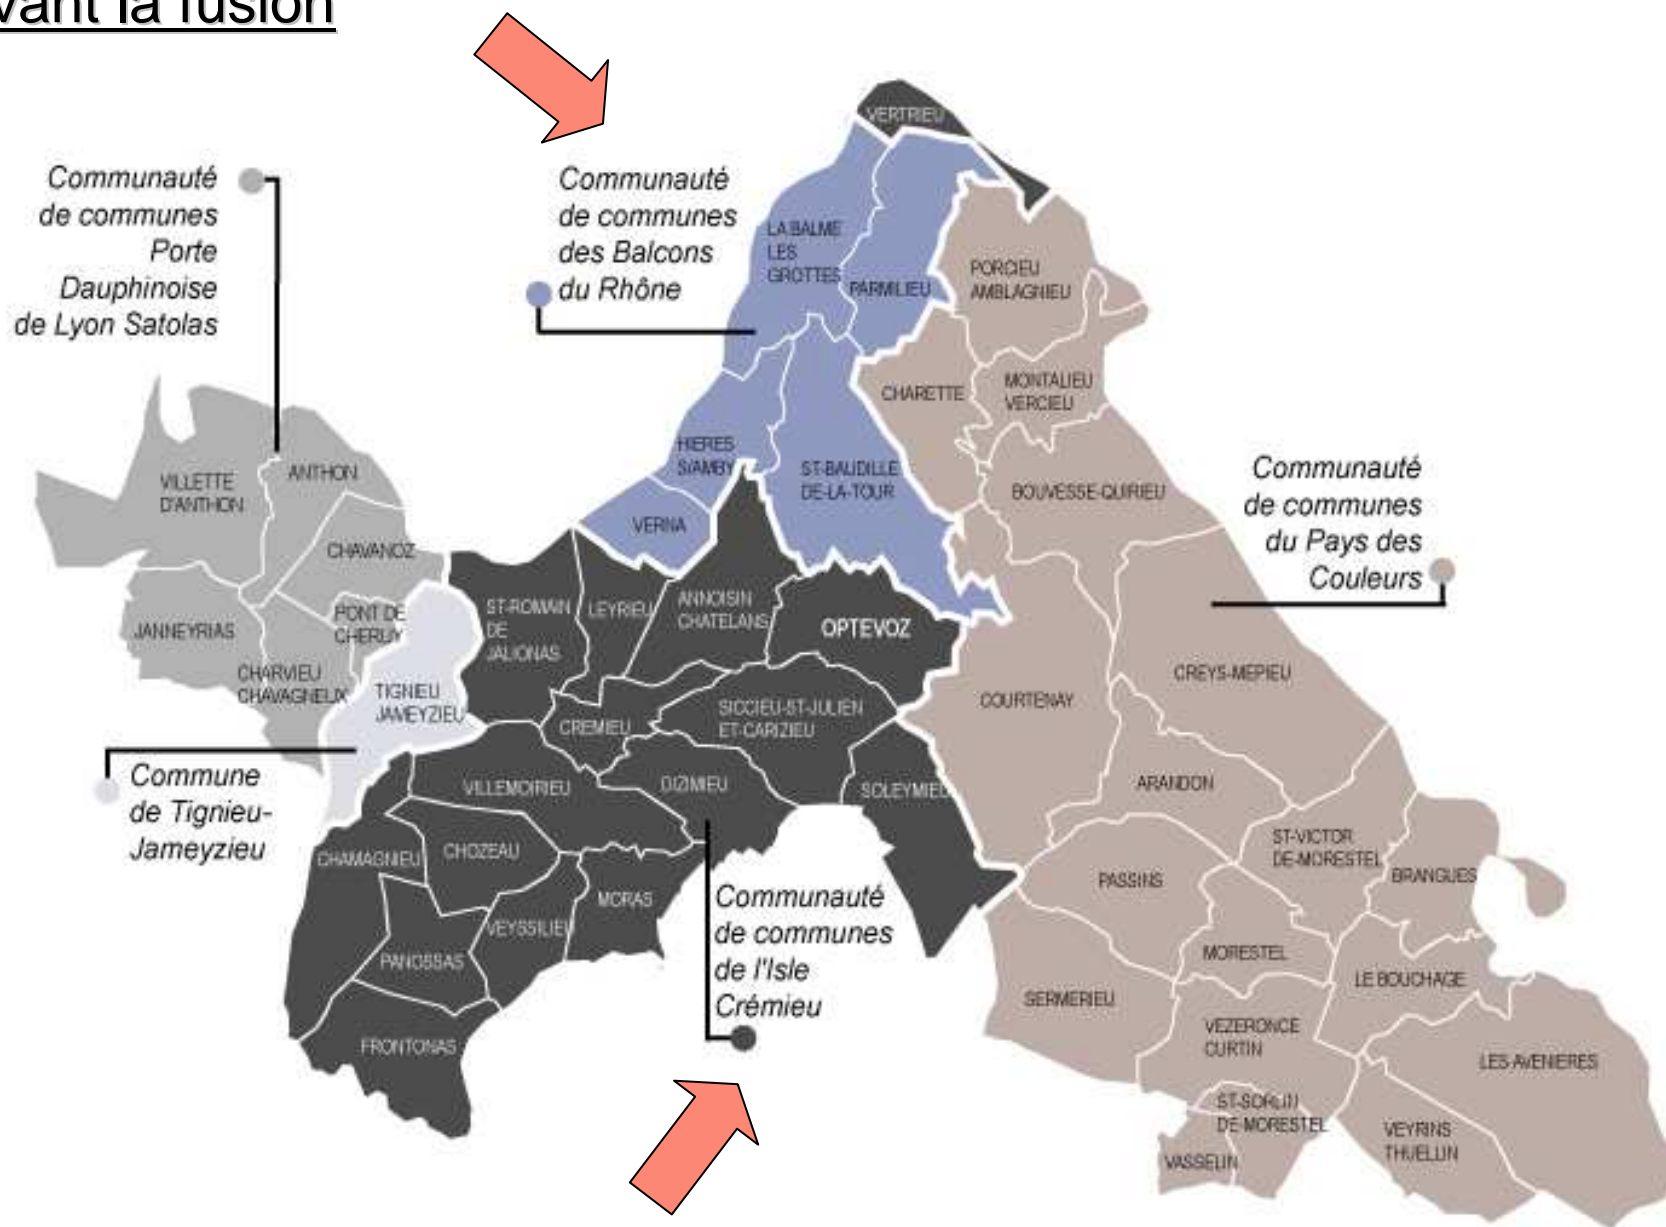 vant la fusion
Communauté
de communes
Porte
Dauphinoise
de Lyon Satolas
Communauté
de communes
des Balcons
du Rhône
VERTRIEU
LA BALME
LES
GROTTES
PARMILIEU
PORCIEU
AMBLAGNIEU
CHARETTE
MONTALIEU
VERCIEU
HIERES
S/AMBY
ST-BAUDILLE
DE-LA-TOUR
BOUVESSE-QUIRIEU
VERNA
Communauté
de communes
du Pays des
Couleurs
VILLETTE
D'ANTHON
ANTHON
CHAVANOZ
PONT DE
CHERUY
JANNEYRIAS
CHARVIEU
CHAVAGNEUX
TIGNIEU
JAMEYZIEU
ST-ROMAIN
DE
JALIONAS
LEYRIEU
ANNOISIN
CHATELANS
OPTEVOZ
CREMIEU
SICCIEU-ST-JULIEN
ET-CARIZIEU
COURTENAY
CREYS-MEPIEU
Commune
de Tignieu-
Jameyzieu
VILLEMOIRIEU
DIZIMIEU
SOLEYMIEU
ARANDON
CHAMAGNIEU
CHOZEAU
ST-VICTOR
DE-MORESTEL
BRANGUES
PASSINS
MORAS
VEYSSILIEU
PANOSSAS
Communauté
de communes
de l'Isle
Crémieu
MORESTEL
LE BOUCHAGE
SERMERIEU
FRONTONAS
VEZERONCE
CURTIN
LES AVENIERES
ST-SORLIN
DE-MORESTEL
VEYRINS
THUELLIN
VASSELIN